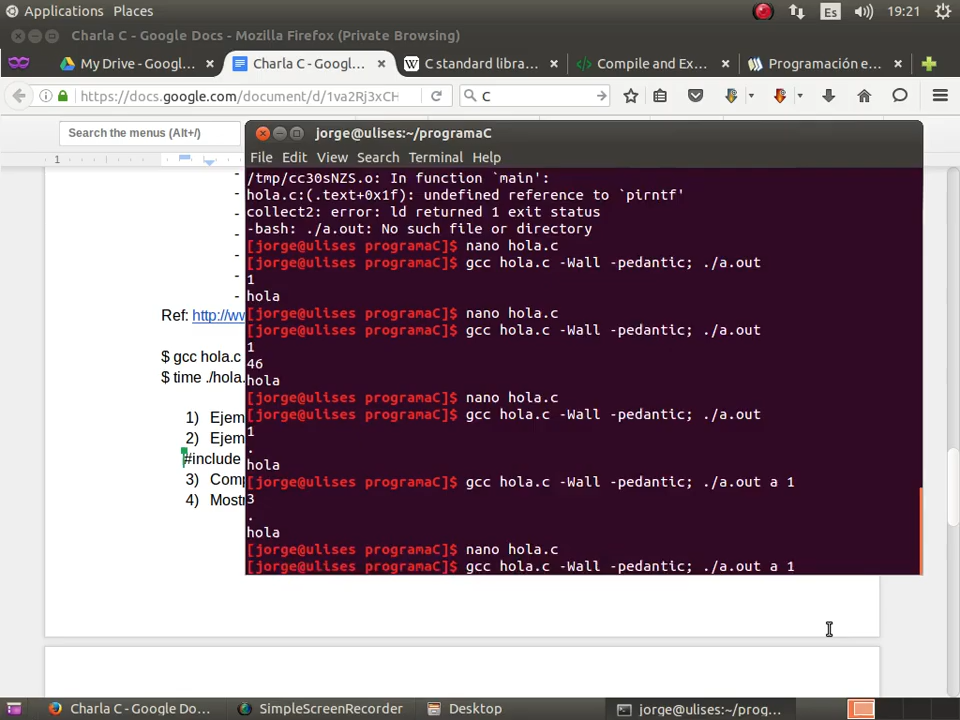 Applications Places Es 19:21
Charla C - Google Docs - Mozilla Firefox (Private Browsing)
My Drive - Google... Charla C - Googl... C standard libra... Compile and Ex... Programación e...
https://docs.google.com/document/d/1va2Rj3xCH C
Search the menus (Alt+/)
1
jorge@ulises: ~/programaC
File Edit View Search Terminal Help
/tmp/cc30sNZS.o: In function `main':
hola.c:(.text+0x1f): undefined reference to `pirntf'
collect2: error: ld returned 1 exit status
-bash: ./a.out: No such file or directory
[jorge@ulises programaC]$ nano hola.c
[jorge@ulises programaC]$ gcc hola.c -Wall -pedantic; ./a.out
1
hola
[jorge@ulises programaC]$ nano hola.c
[jorge@ulises programaC]$ gcc hola.c -Wall -pedantic; ./a.out
1
46
hola
[jorge@ulises programaC]$ nano hola.c
[jorge@ulises programaC]$ gcc hola.c -Wall -pedantic; ./a.out
1
.
hola
[jorge@ulises programaC]$ gcc hola.c -Wall -pedantic; ./a.out a 1
3
.
hola
[jorge@ulises programaC]$ nano hola.c
[jorge@ulises programaC]$ gcc hola.c -Wall -pedantic; ./a.out a 1
-
-
-
-
-
-
-
Ref: http://ww
$ gcc hola.c
$ time ./hola.
1) Ejem
2) Ejem
#include
3) Comp
4) Mostr
Charla C - Google Do... SimpleScreenRecorder Desktop jorge@ulises:~/prog...